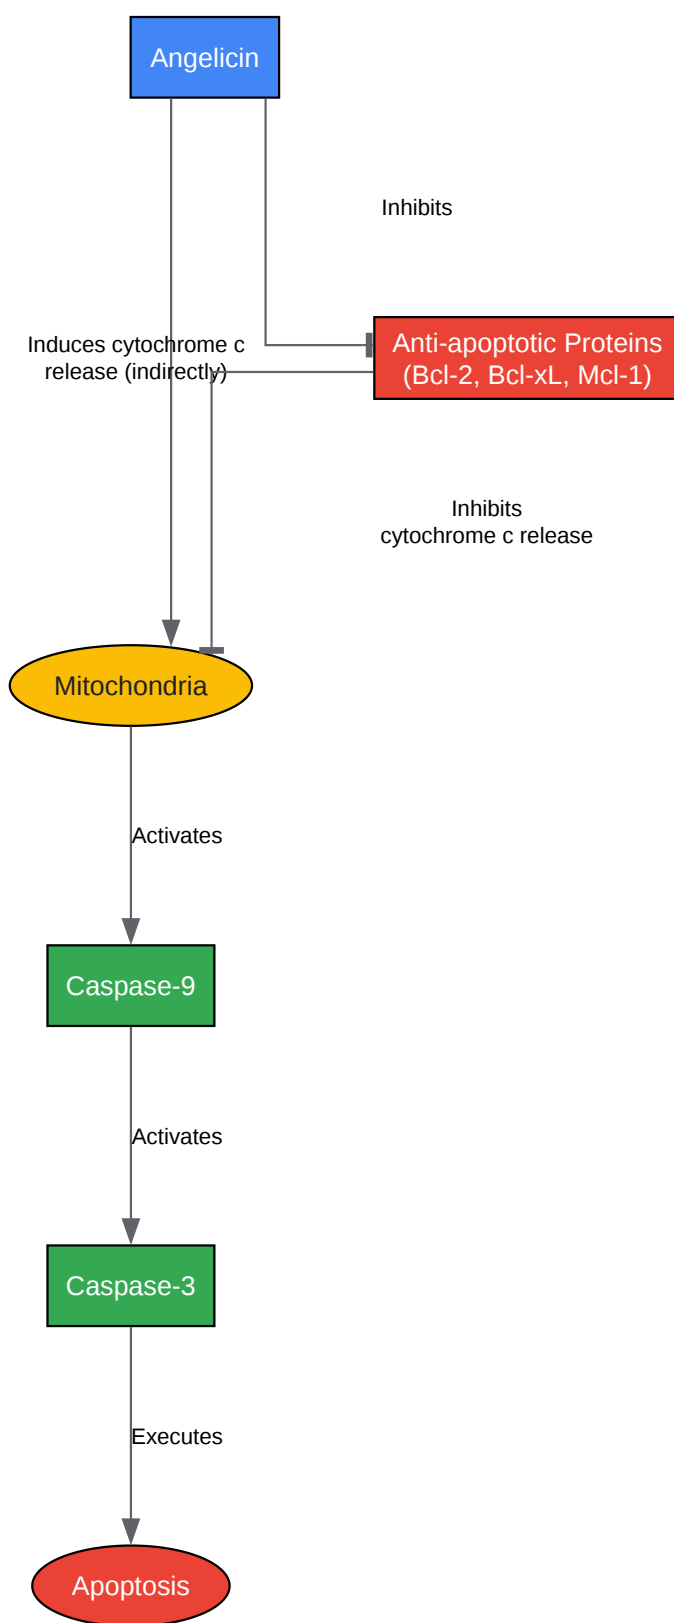 Angelicin
Inhibits
Induces cytochrome c
release (indirectly)
Anti-apoptotic Proteins
(Bcl-2, Bcl-xL, Mcl-1)
Inhibits
cytochrome c release
Mitochondria
Activates
Caspase-9
Activates
Caspase-3
Executes
Apoptosis